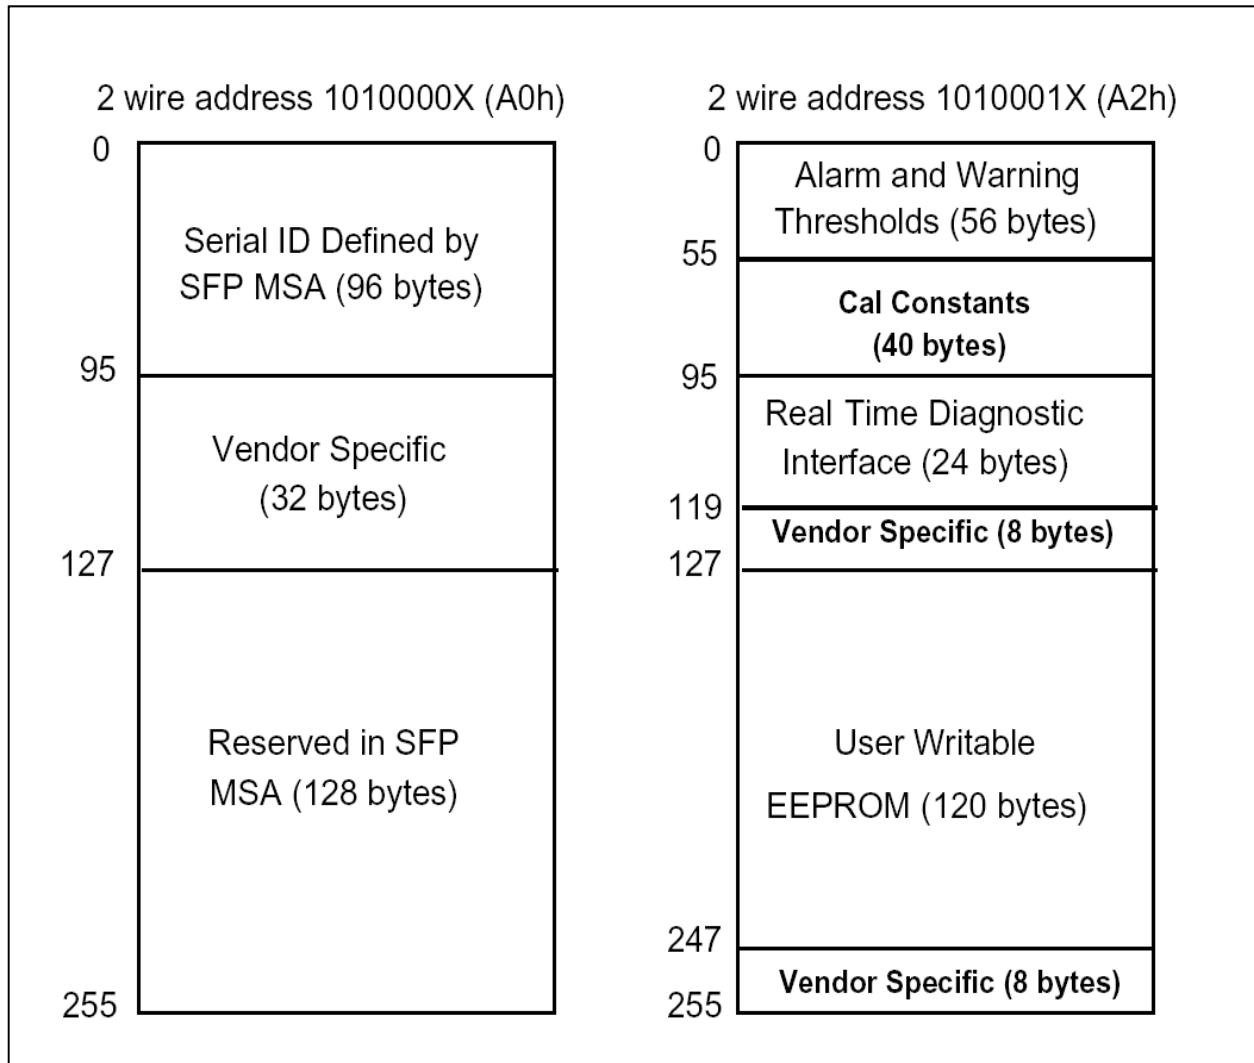 2 wire address 1010000X (A0h)
0
Serial ID Defined by
SFP MSA (96 bytes)
95
Vendor Specific
(32 bytes)
127
Reserved in SFP
MSA (128 bytes)
255
2 wire address 1010001X (A2h)
0
Alarm and Warning
Thresholds (56 bytes)
55
Cal Constants
(40 bytes)
95
Real Time Diagnostic
Interface (24 bytes)
119
Vendor Specific (8 bytes)
127
User Writable
EEPROM (120 bytes)
247
Vendor Specific (8 bytes)
255